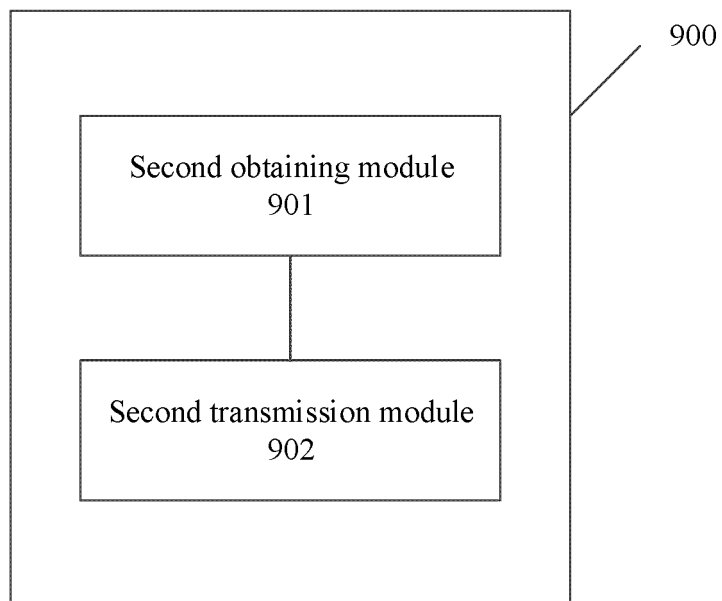 900
Second obtaining module
901
Second transmission module
902